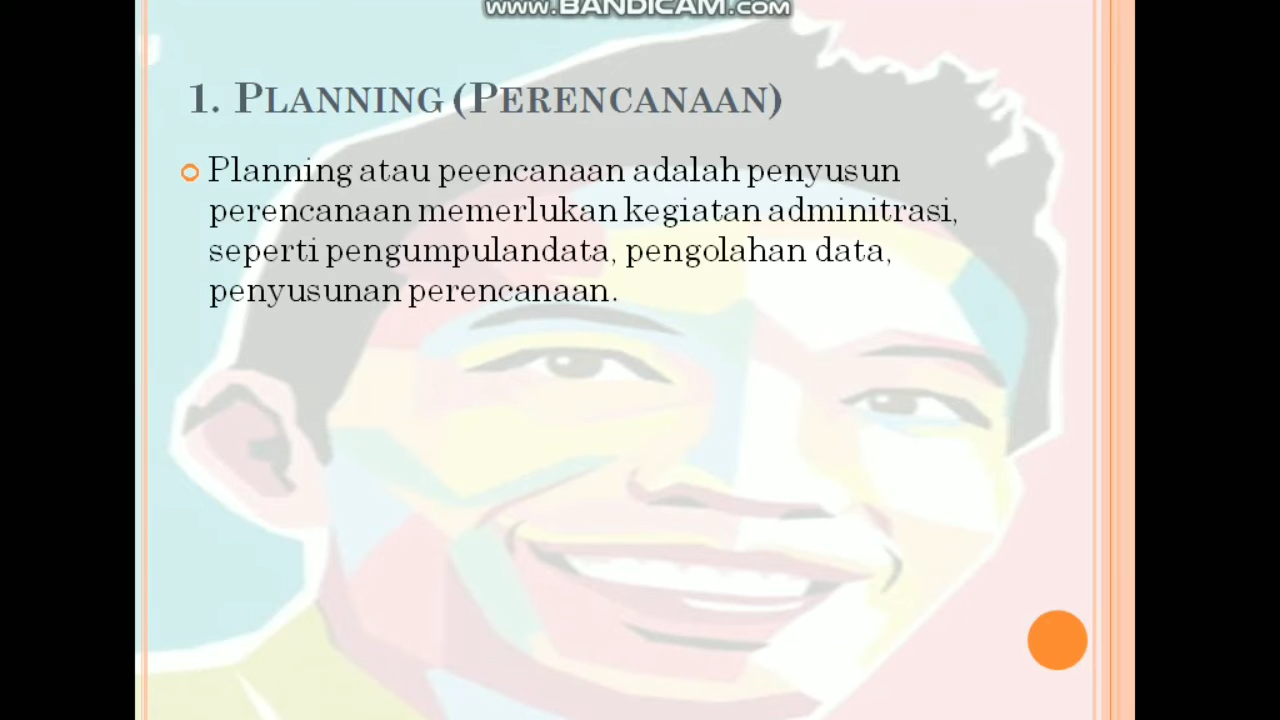 www.BANDICAM.com
1. PLANNING (PERENCANAAN)
Planning atau peencanaan adalah penyusun
perencanaan memerlukan kegiatan adminitrasi,
seperti pengumpulandata, pengolahan data,
penyusunan perencanaan.